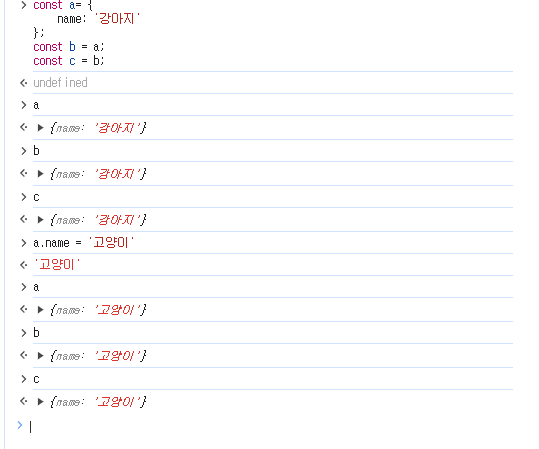 const a= {
    name: '강아지'
};
const b = a;
const c = b;
undefined
a
{name: '강아지'}
b
{name: '강아지'}
c
{name: '강아지'}
a.name = '고양이'
'고양이'
a
{name: '고양이'}
b
{name: '고양이'}
c
{name: '고양이'}